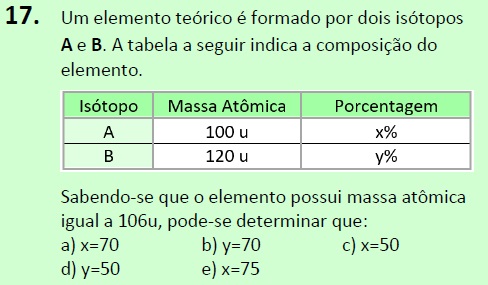 17. Um elemento teórico é formado por dois isótopos
A e B. A tabela a seguir indica a composição do
elemento.
Isótopo Massa Atômica Porcentagem
A 100 u x%
B 120 u y%
Sabendo-se que o elemento possui massa atômica
igual a 106u, pode-se determinar que:
a) x=70 b) y=70 c) x=50
d) y=50 e) x=75